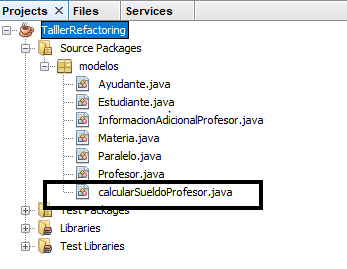 Projects Files Services
TalllerRefactoring
Source Packages
modelos
Ayudante.java
Estudiante.java
InformacionAdicionalProfesor.java
Materia.java
Paralelo.java
Profesor.java
calcularSueldoProfesor.java
Test Packages
Libraries
Test Libraries